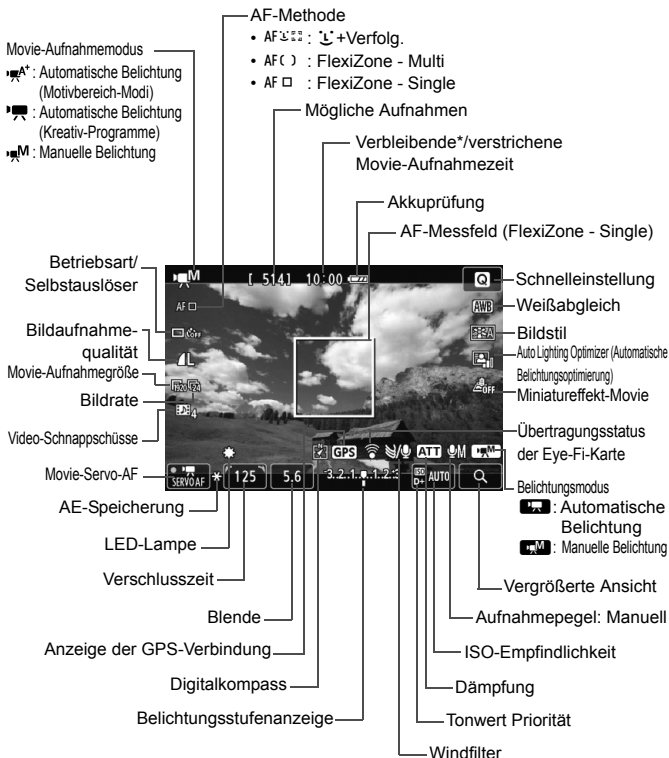 AF-Methode
• AF : +Verfolg.
• AF( ) : FlexiZone - Multi
• AF □ : FlexiZone - Single
Movie-Aufnahmemodus
A+ : Automatische Belichtung
(Motivbereich-Modi)
: Automatische Belichtung
(Kreativ-Programme)
M : Manuelle Belichtung
Mögliche Aufnahmen
Verbleibende*/verstrichene
Movie-Aufnahmezeit
Akkuprüfung
AF-Messfeld (FlexiZone - Single)
Betriebsart/
Selbstauslöser
Bildaufnahme-
qualität
Movie-Aufnahmegröße
Bildrate
Video-Schnappschüsse
Movie-Servo-AF
M [ 514] 10:00 Q
AF □
AWB
OFF
L
1920 24
OFF
4
N GPS ATT M M
SERVO AF * 125 5.6 -3..2..1..0..1..2..3 ISO D+ AUTO
Schnelleinstellung
Weißabgleich
Bildstil
Auto Lighting Optimizer (Automatische
Belichtungsoptimierung)
Miniatureffekt-Movie
Übertragungsstatus
der Eye-Fi-Karte
Belichtungsmodus
: Automatische
Belichtung
M : Manuelle Belichtung
AE-Speicherung
LED-Lampe
Verschlusszeit
Blende
Anzeige der GPS-Verbindung
Digitalkompass
Belichtungsstufenanzeige
Vergrößerte Ansicht
Aufnahmepegel: Manuell
ISO-Empfindlichkeit
Dämpfung
Tonwert Priorität
Windfilter